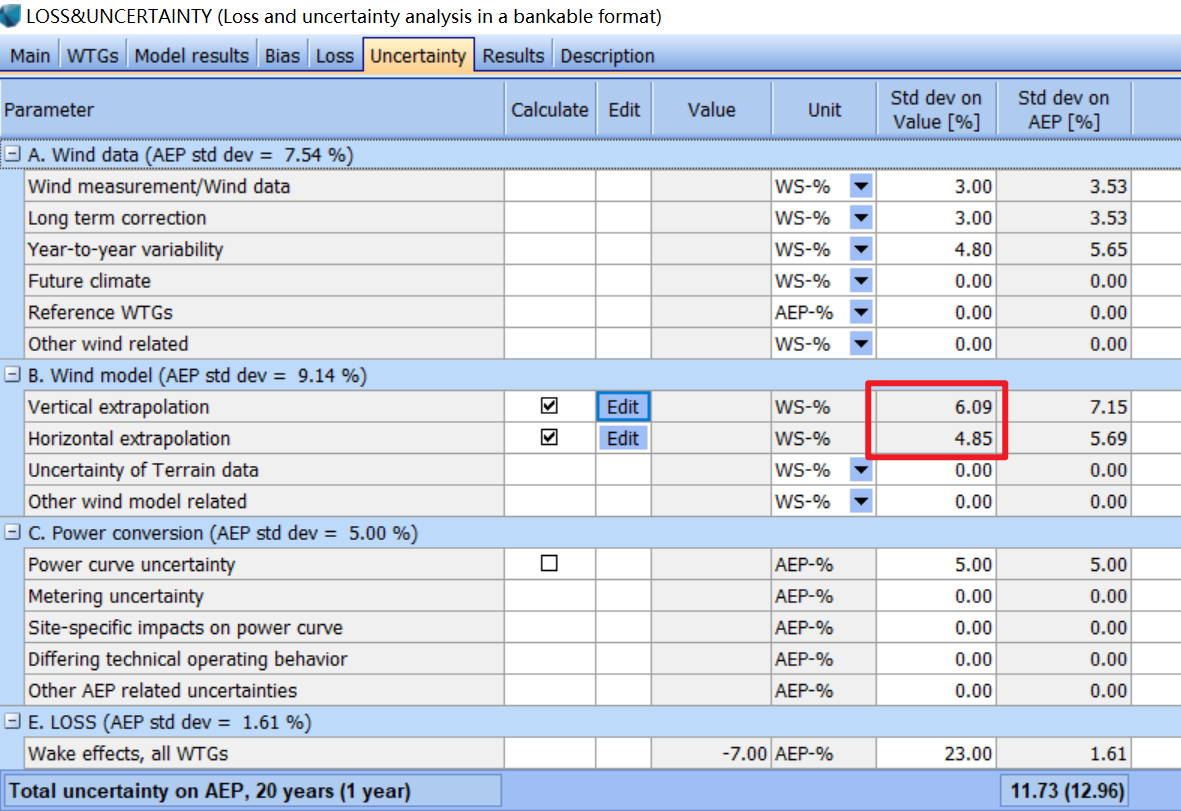 LOSS&UNCERTAINTY (Loss and uncertainty analysis in a bankable format)
Main WTGs Model results Bias Loss Uncertainty Results Description
Parameter Calculate Edit Value Unit Std dev on Value [%] Std dev on AEP [%]
A. Wind data (AEP std dev = 7.54 %)
Wind measurement/Wind data WS-% 3.00 3.53
Long term correction WS-% 3.00 3.53
Year-to-year variability WS-% 4.80 5.65
Future climate WS-% 0.00 0.00
Reference WTGs AEP-% 0.00 0.00
Other wind related WS-% 0.00 0.00
B. Wind model (AEP std dev = 9.14 %)
Vertical extrapolation Edit WS-% 6.09 7.15
Horizontal extrapolation Edit WS-% 4.85 5.69
Uncertainty of Terrain data WS-% 0.00 0.00
Other wind model related WS-% 0.00 0.00
C. Power conversion (AEP std dev = 5.00 %)
Power curve uncertainty AEP-% 5.00 5.00
Metering uncertainty AEP-% 0.00 0.00
Site-specific impacts on power curve AEP-% 0.00 0.00
Differing technical operating behavior AEP-% 0.00 0.00
Other AEP related uncertainties AEP-% 0.00 0.00
E. LOSS (AEP std dev = 1.61 %)
Wake effects, all WTGs -7.00 AEP-% 23.00 1.61
Total uncertainty on AEP, 20 years (1 year) 11.73 (12.96)